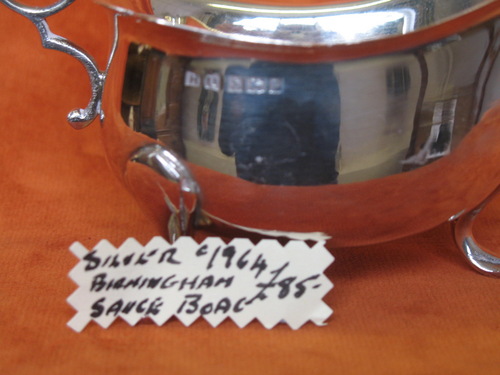 SILVER c1964
BIRMINGHAM £85-
SAUCE BOAT